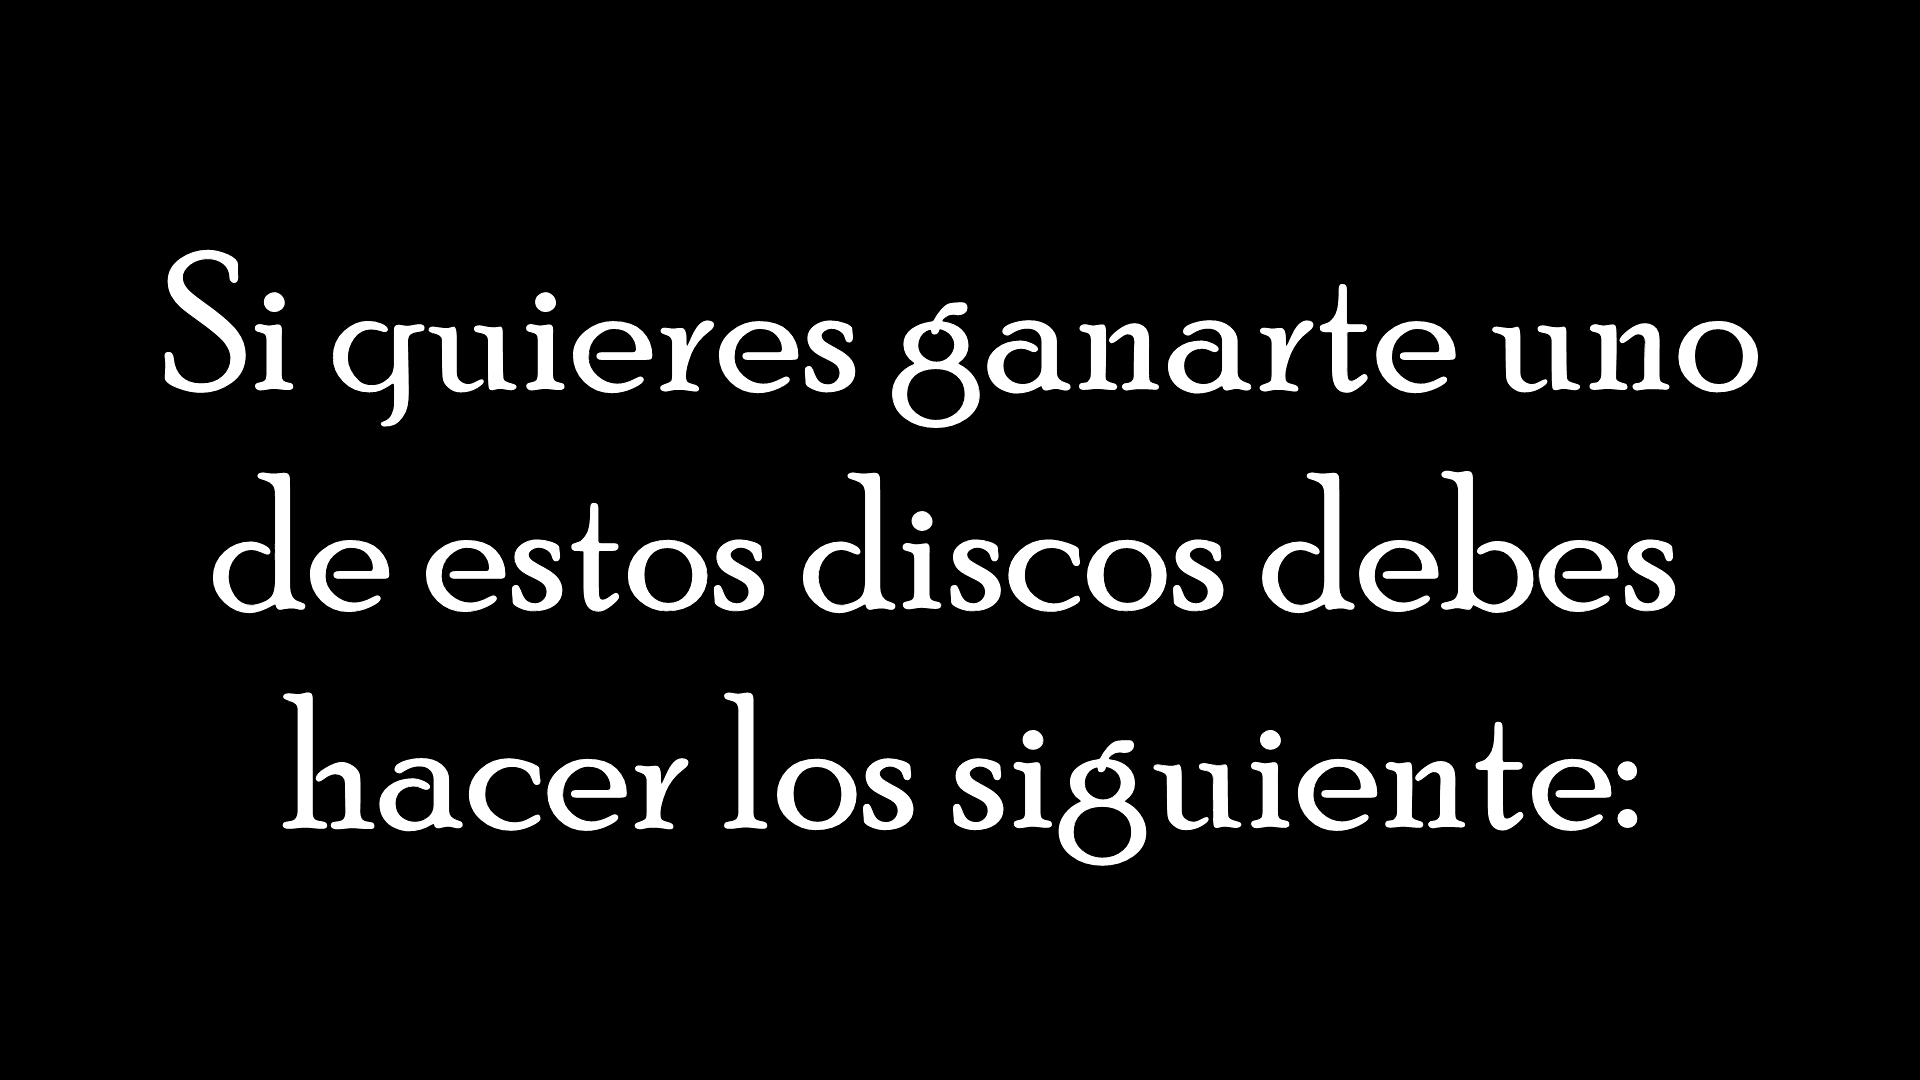 Si quieres ganarte uno
de estos discos debes
hacer los siguiente: